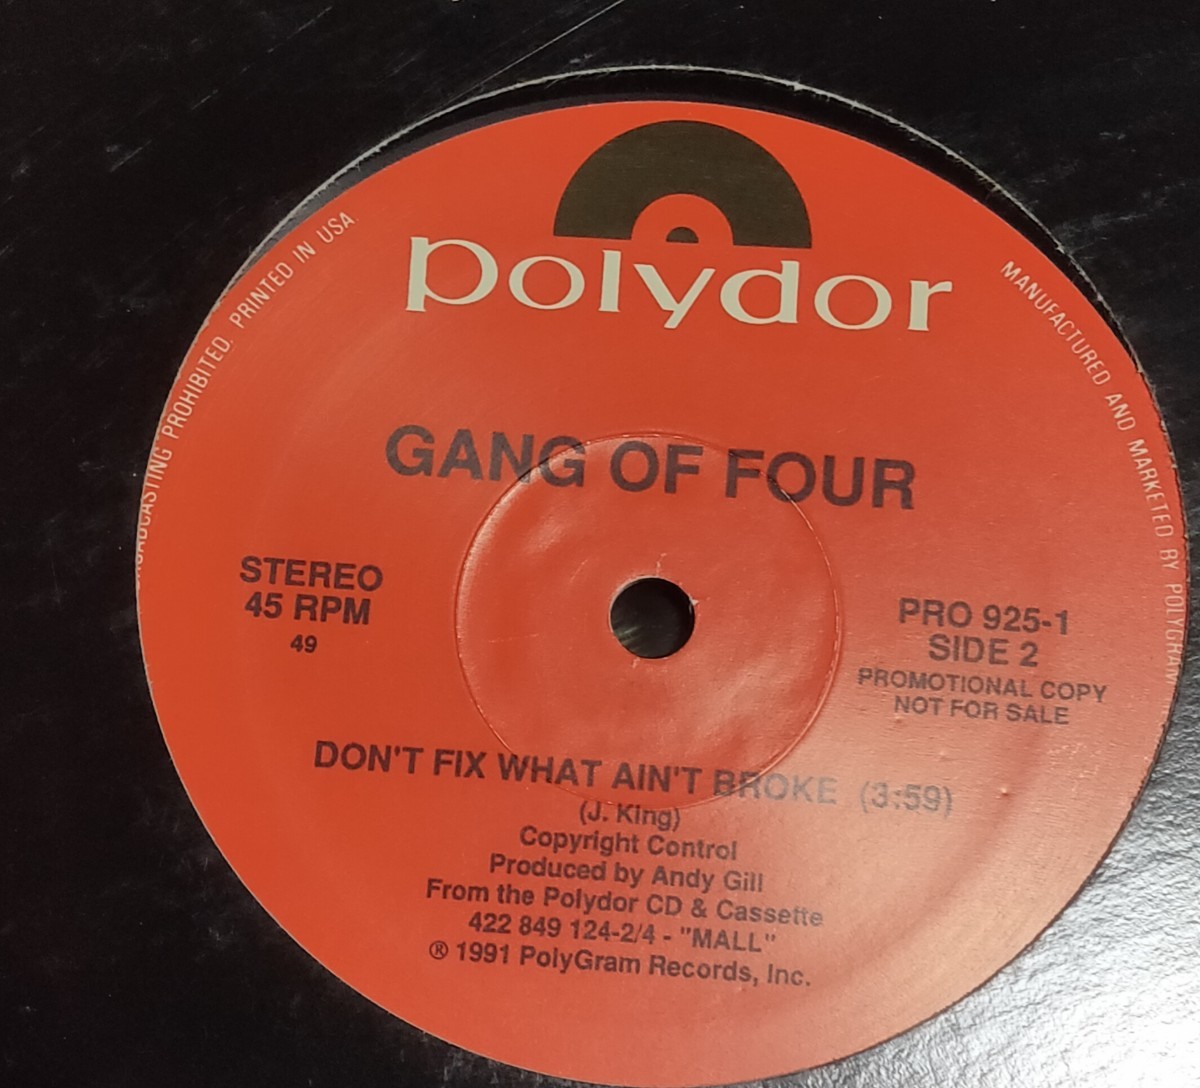 polydor
BROADCASTING PROHIBITED. PRINTED IN USA
MANUFACTURED AND MARKETED BY POLYGRAM
GANG OF FOUR
STEREO
45 RPM
49
PRO 925-1
SIDE 2
PROMOTIONAL COPY
NOT FOR SALE
DON'T FIX WHAT AIN'T BROKE (3:59)
(J. King)
Copyright Control
Produced by Andy Gill
From the Polydor CD & Cassette
422 849 124-2/4 - "MALL"
® 1991 PolyGram Records, Inc.